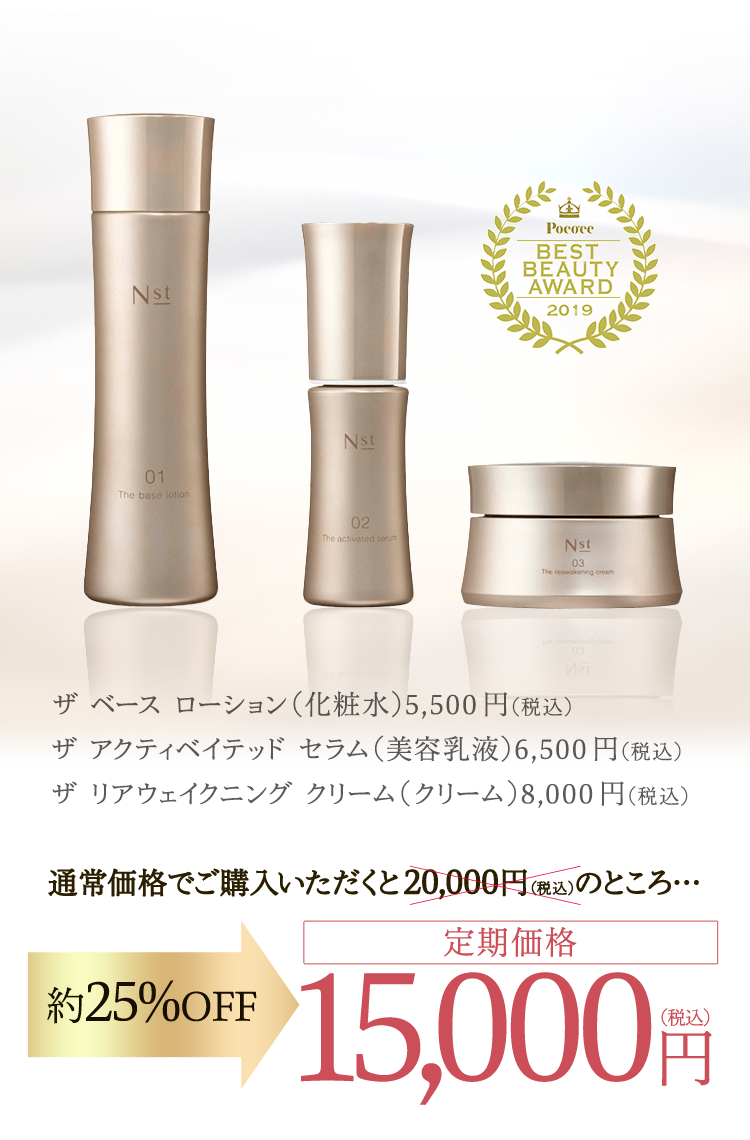 Poco'ce
BEST
BEAUTY
AWARD
2019
Nst
01
The base lotion
Nst
02
The activated serum
Nst
03
The reawakening cream
ザ ベース ローション（化粧水）5,500円（税込）
ザ アクティベイテッド セラム（美容乳液）6,500円（税込）
ザ リアウェイクニング クリーム（クリーム）8,000円（税込）
通常価格でご購入いただくと20,000円（税込）のところ…
約25%OFF
定期価格
15,000円（税込）